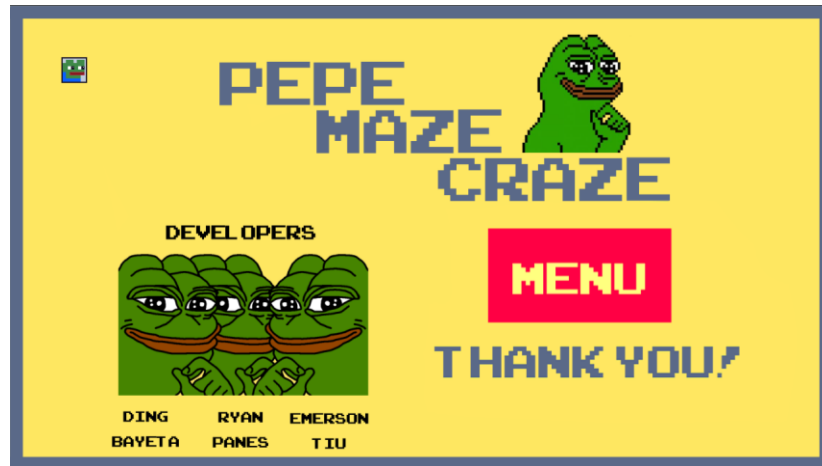 PEPE
MAZE
CRAZE
DEVELOPERS
MENU
THANK YOU!
DING RYAN EMERSON
BAYETA PANES TIU